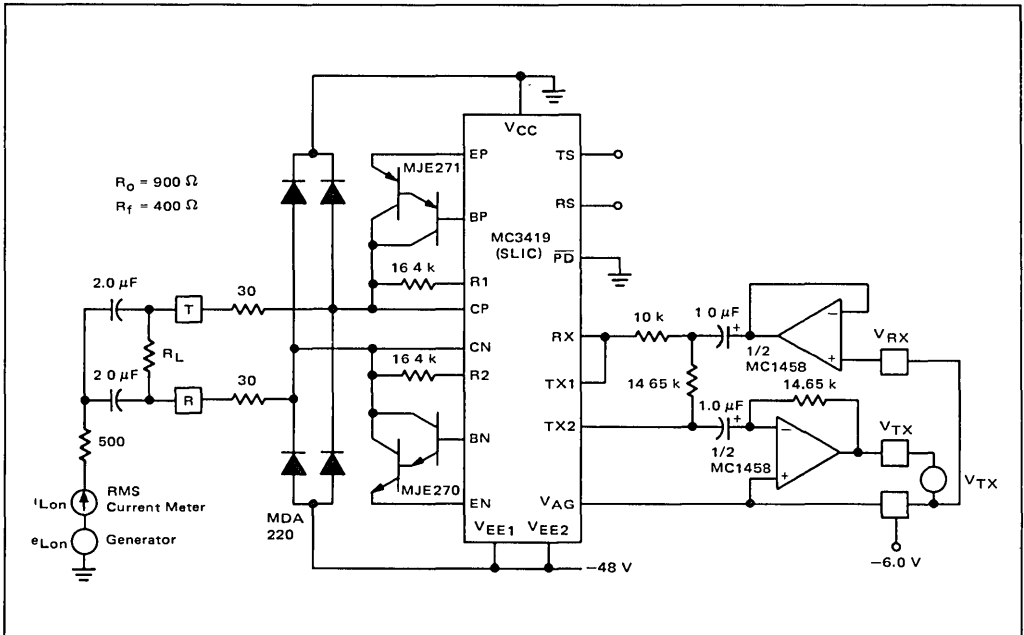 VCC
EP
MJE271
TS
Ro = 900 Ω
Rf = 400 Ω
BP
RS
MC3419
(SLIC)
PD
2.0 µF
T
30
16 4 k
R1
CP
RL
CN
RX
10 k
1 0 µF
1/2
MC1458
VRX
2 0 µF
R
30
16 4 k
R2
TX1
14 65 k
14.65 k
500
BN
TX2
1.0 µF
1/2
MC1458
VTX
VTX
MJE270
EN
VAG
iLon
RMS
Current Meter
eLon
Generator
MDA
220
VEE1
VEE2
−48 V
−6.0 V